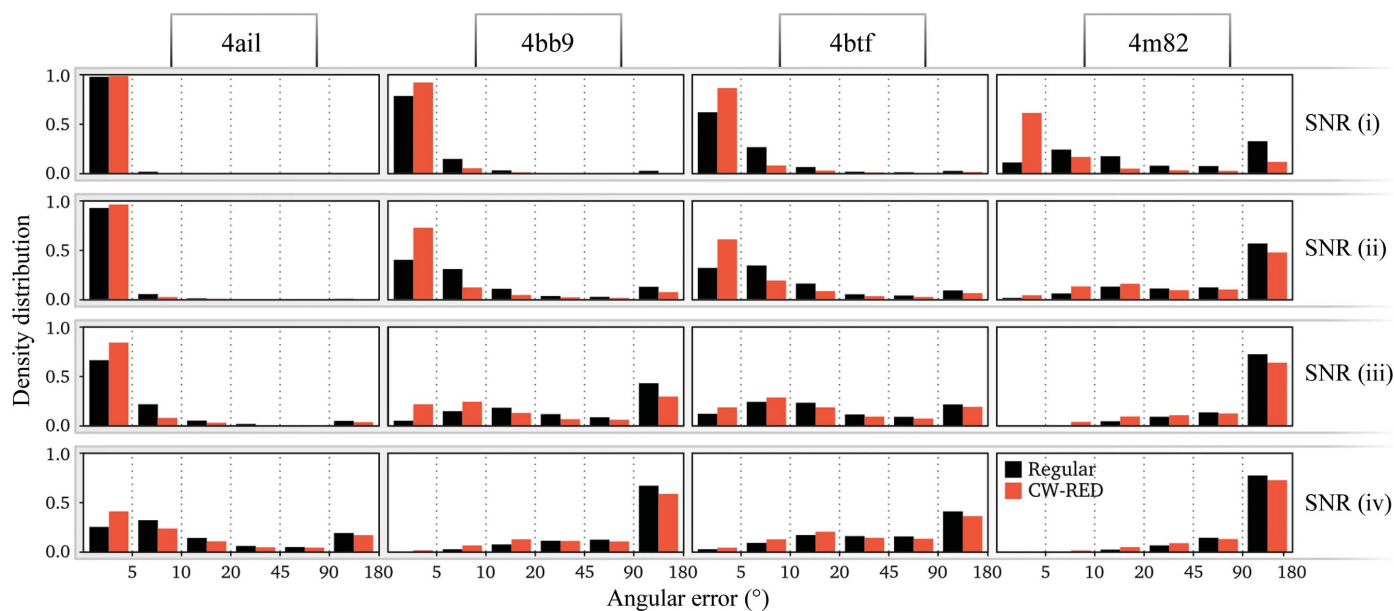 4ail 4bb9 4btf 4m82
1.0
0.5
0.0
SNR (i)
1.0
0.5
0.0
SNR (ii)
1.0
0.5
0.0
SNR (iii)
1.0
0.5
0.0
Regular
CW-RED
SNR (iv)
5 10 20 45 90 180 5 10 20 45 90 180 5 10 20 45 90 180 5 10 20 45 90 180
Density distribution
Angular error (°)